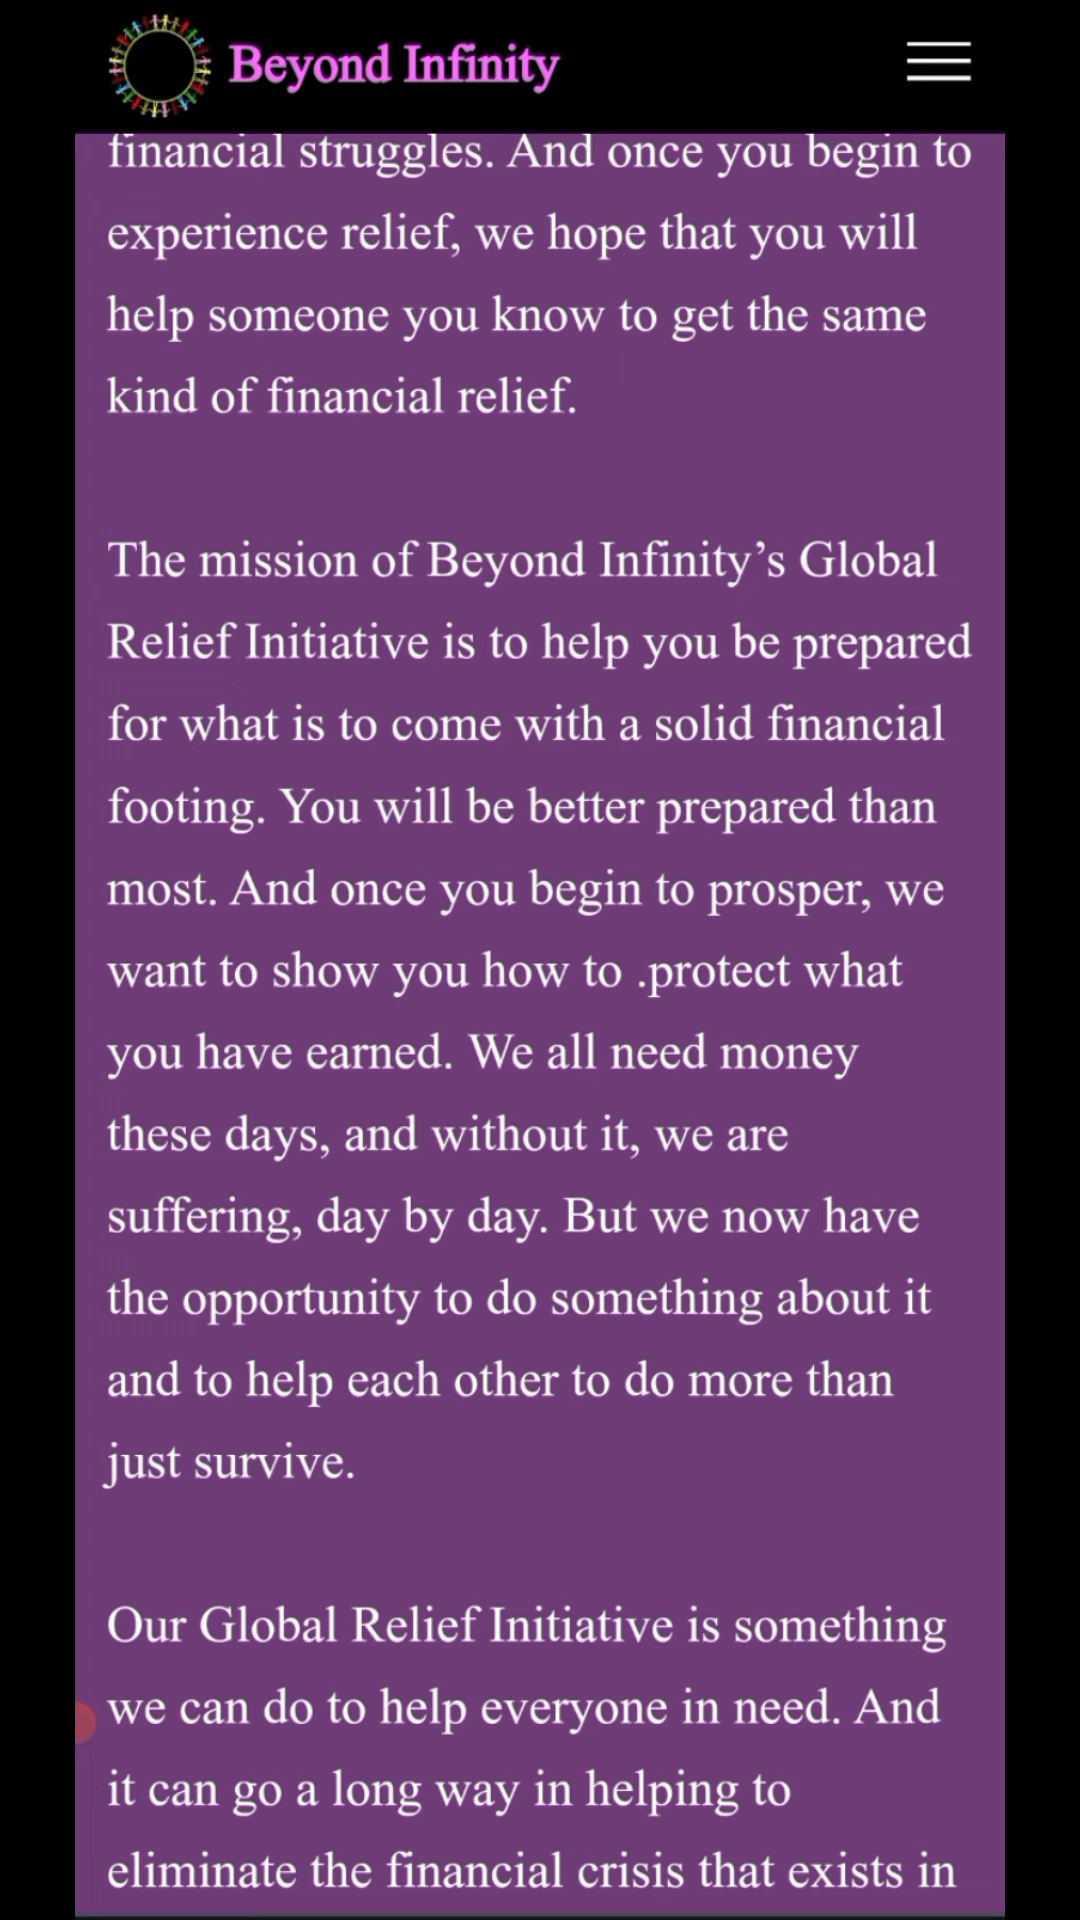 Beyond Infinity
financial struggles. And once you begin to
experience relief, we hope that you will
help someone you know to get the same
kind of financial relief.
The mission of Beyond Infinity’s Global
Relief Initiative is to help you be prepared
for what is to come with a solid financial
footing. You will be better prepared than
most. And once you begin to prosper, we
want to show you how to .protect what
you have earned. We all need money
these days, and without it, we are
suffering, day by day. But we now have
the opportunity to do something about it
and to help each other to do more than
just survive.
Our Global Relief Initiative is something
we can do to help everyone in need. And
it can go a long way in helping to
eliminate the financial crisis that exists in